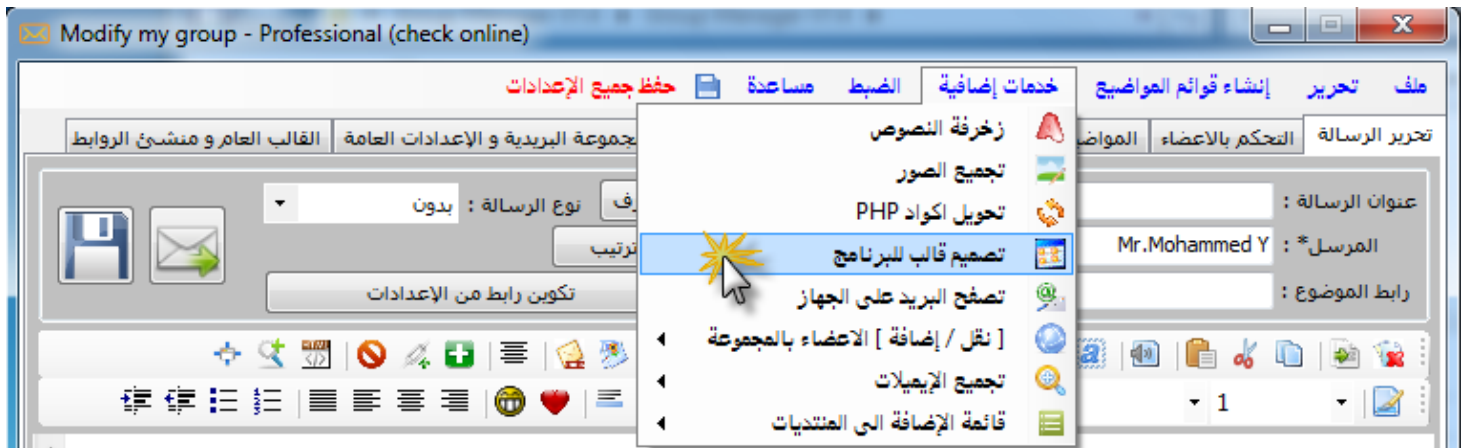 Modify my group - Professional (check online)
ملف تحرير إنشاء قوائم المواضيع خدمات إضافية الضبط مساعدة حفظ جميع الإعدادات
تحرير الرسالة التحكم بالاعضاء القالب العام و منشئ الروابط
البريدية و الإعدادات العامة
زخرفة النصوص
تجميع الصور
تحويل اكواد PHP
تصميم قالب للبرنامج
تصفح البريد على الجهاز
[ نقل / إضافة ] الاعضاء بالمجموعة
تجميع الإيميلات
قائمة الإضافة الى المنتديات
عنوان الرسالة :
نوع الرسالة : بدون
المرسل* : Mr.Mohammed Y
ترتيب
رابط الموضوع :
تكوين رابط من الإعدادات
1